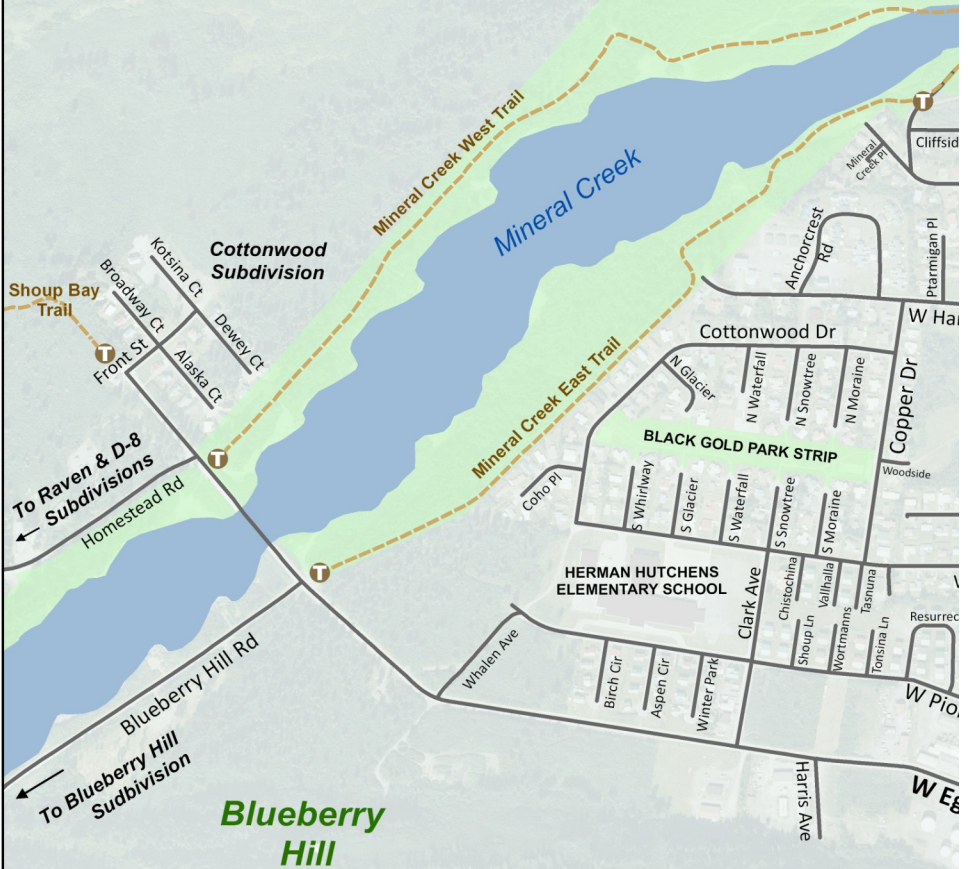 Mineral Creek West Trail
Mineral Creek
T
Cliffsid
Mineral
Creek Pl
Cottonwood
Subdivision
Kotsina Ct
Broadway Ct
Dewey Ct
Alaska Ct
Front St
Shoup Bay
Trail
T
Anchorcrest
Rd
Ptarmigan Pl
W Har
Cottonwood Dr
N Glacier
N Waterfall
N Snowtree
N Moraine
Copper Dr
Mineral Creek East Trail
BLACK GOLD PARK STRIP
Woodside
To Raven & D-8
Subdivisions
Homestead Rd
T
Coho Pl
S Whirlway
S Glacier
S Waterfall
S Snowtree
S Moraine
T
HERMAN HUTCHENS
ELEMENTARY SCHOOL
Clark Ave
Chistochina
Vallhalla
Tasnuna
Shoup Ln
Wortmanns
Tonsina Ln
Resurrec
Blueberry Hill Rd
Whalen Ave
Birch Cir
Aspen Cir
Winter Park
W Pion
To Blueberry Hill
Sudbivision
Harris Ave
W Eg
Blueberry
Hill